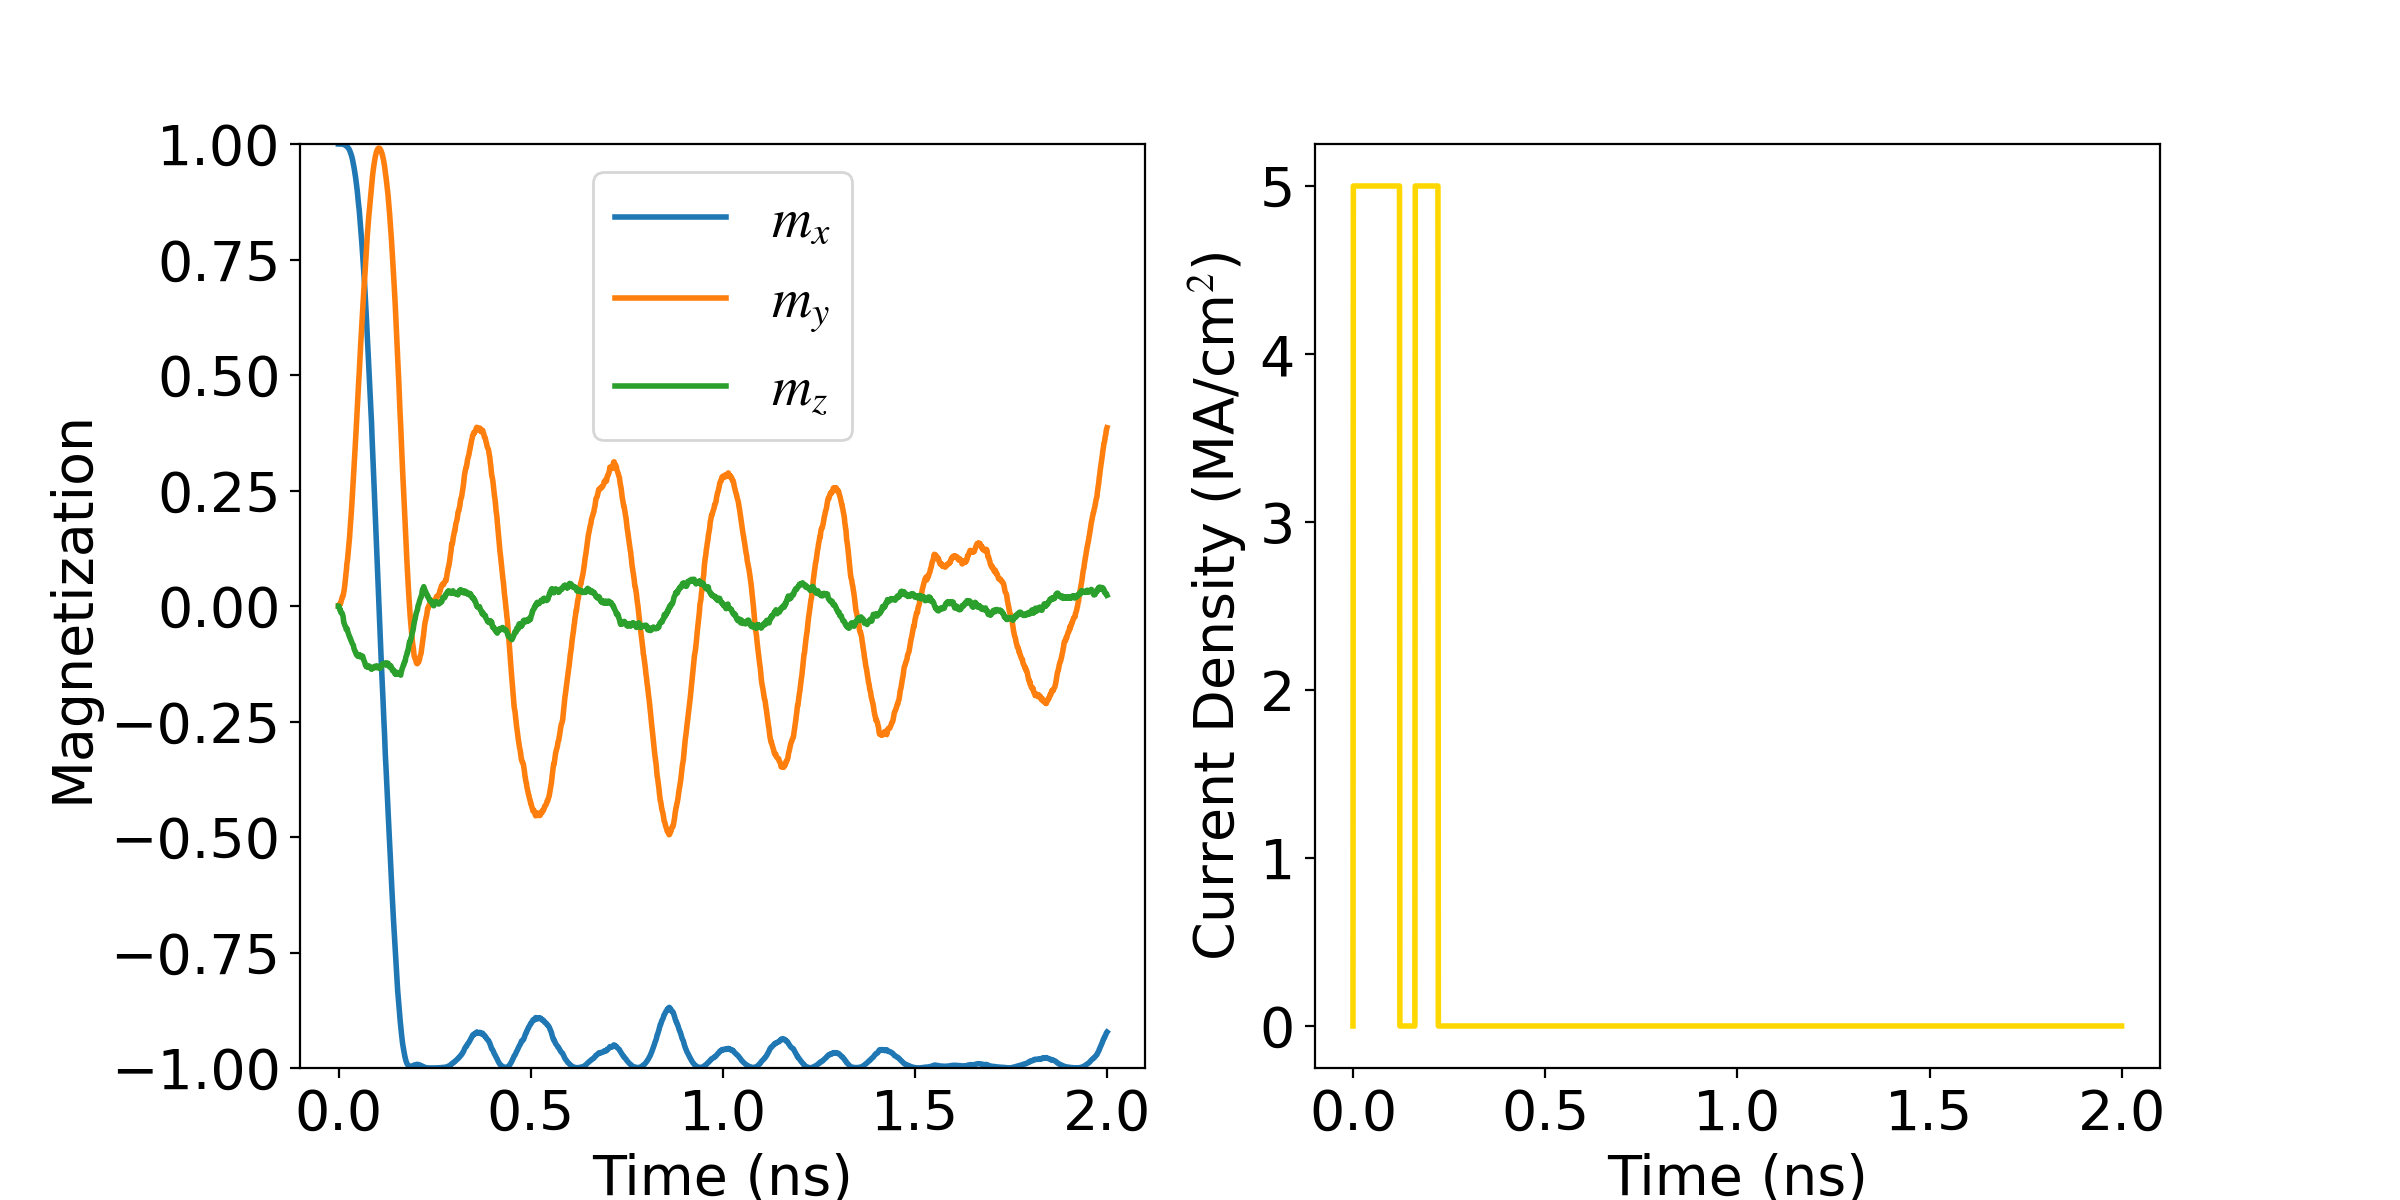 1.00
0.75
0.50
0.25
0.00
−0.25
−0.50
−0.75
−1.00
Magnetization
0.0 0.5 1.0 1.5 2.0
Time (ns)
mₓ
m_y
m_z
5
4
3
2
1
0
Current Density (MA/cm²)
0.0 0.5 1.0 1.5 2.0
Time (ns)